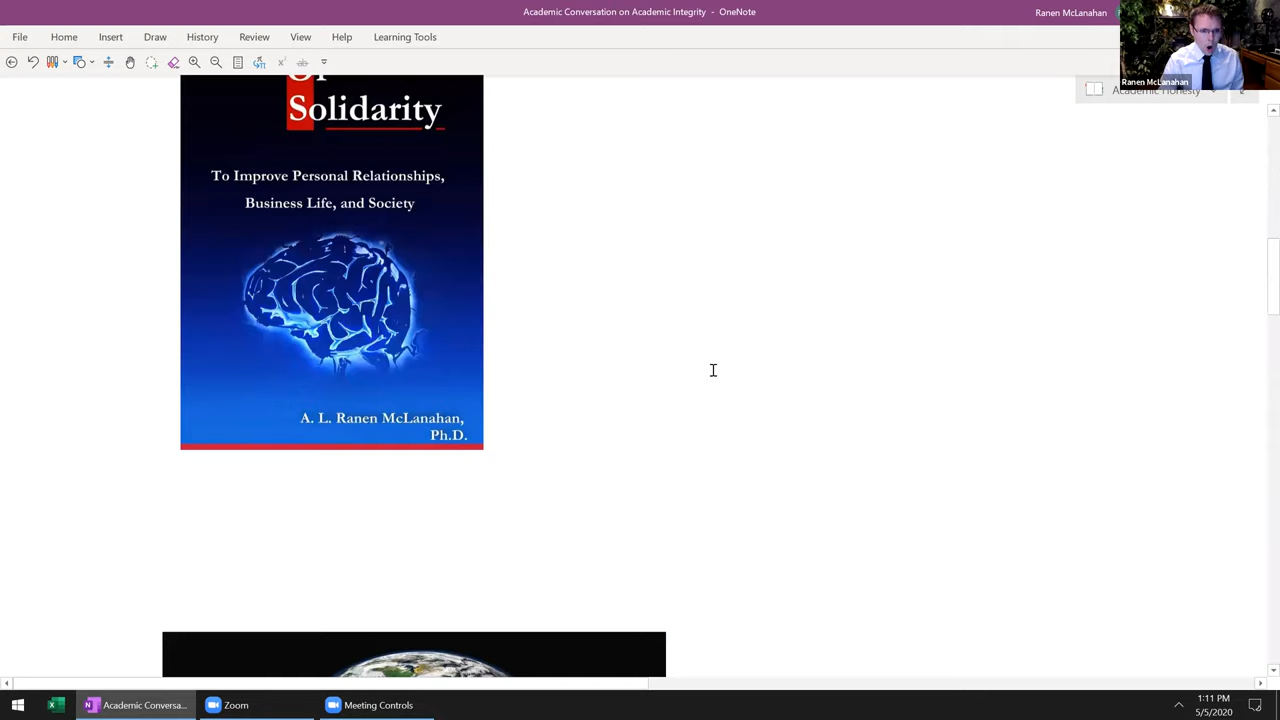 Academic Conversation on Academic Integrity - OneNote
Ranen McLanahan
File Home Insert Draw History Review View Help Learning Tools
Ranen McLanahan
Academic Honesty
Solidarity
To Improve Personal Relationships,
Business Life, and Society
A. L. Ranen McLanahan,
Ph.D.
Academic Conversa...
Zoom
Meeting Controls
1:11 PM
5/5/2020